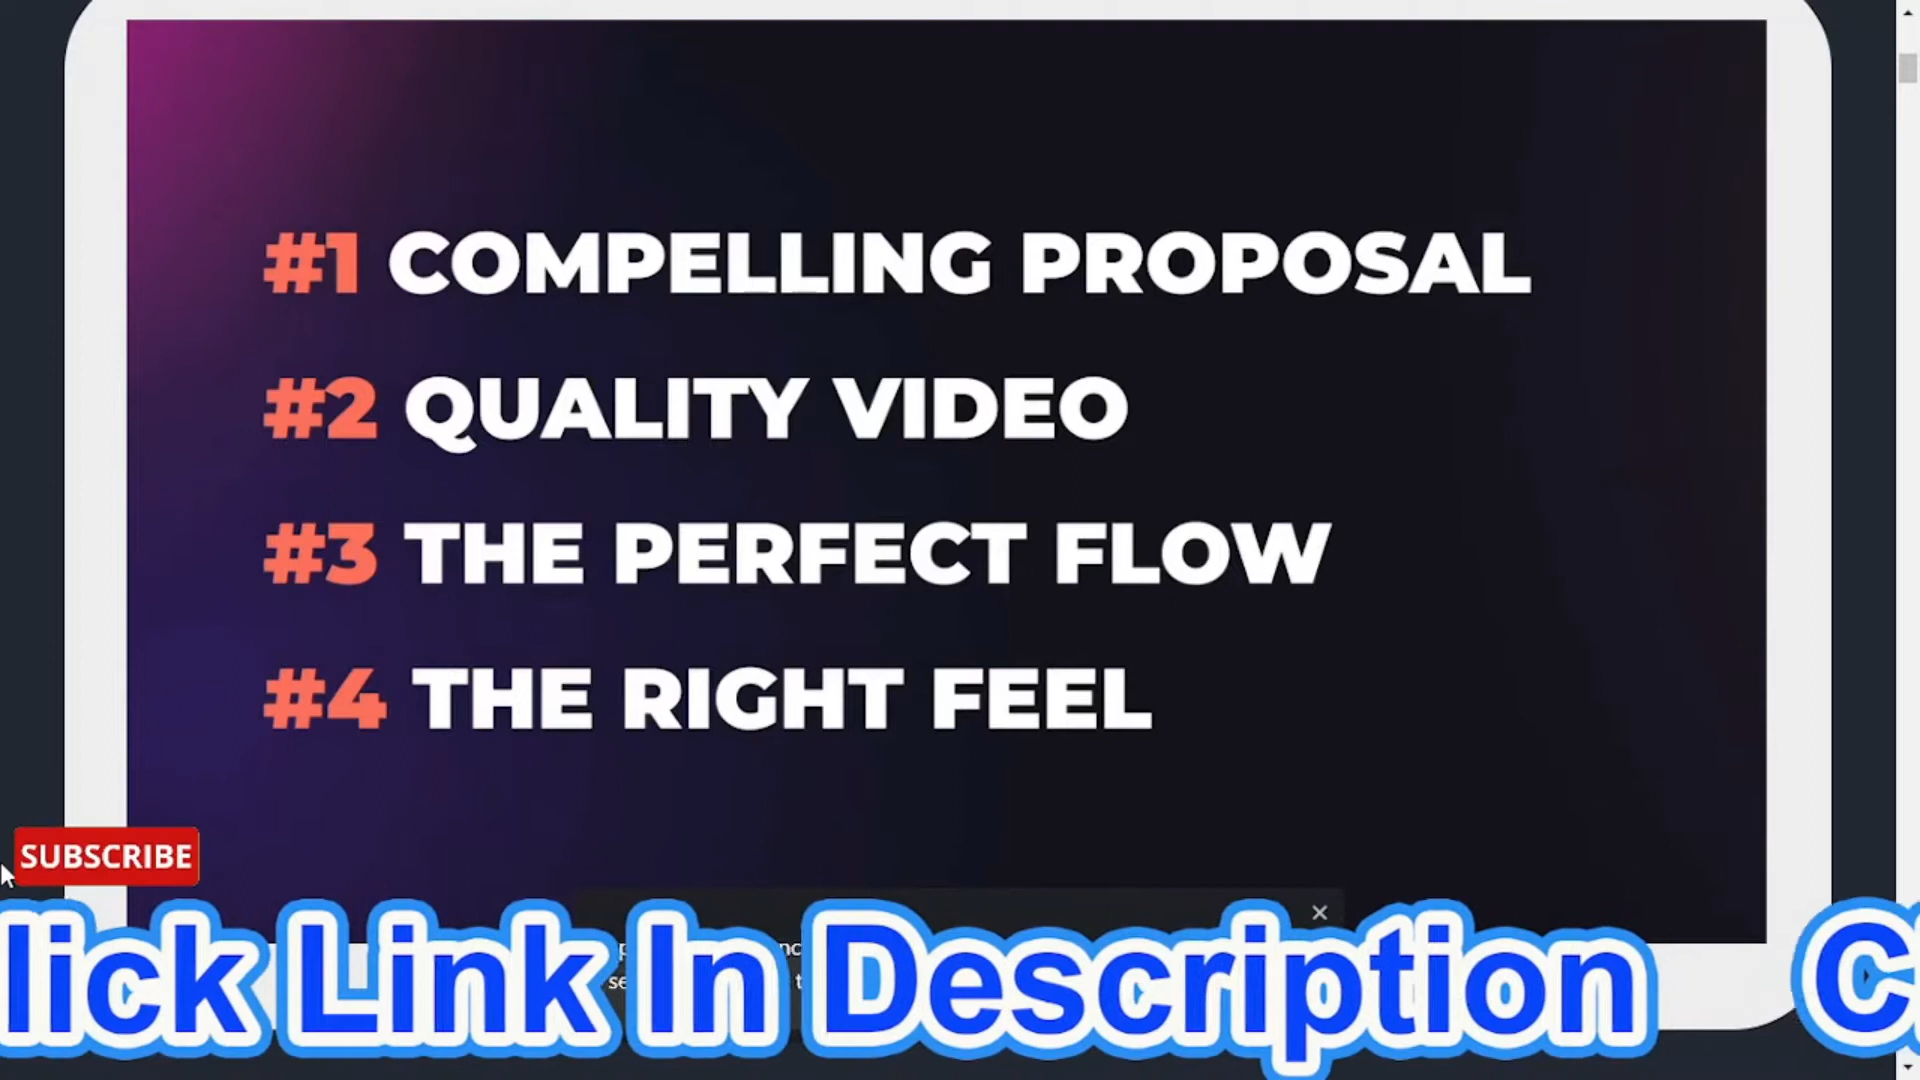 #1 COMPELLING PROPOSAL
#2 QUALITY VIDEO
#3 THE PERFECT FLOW
#4 THE RIGHT FEEL
SUBSCRIBE
lick Link In Description